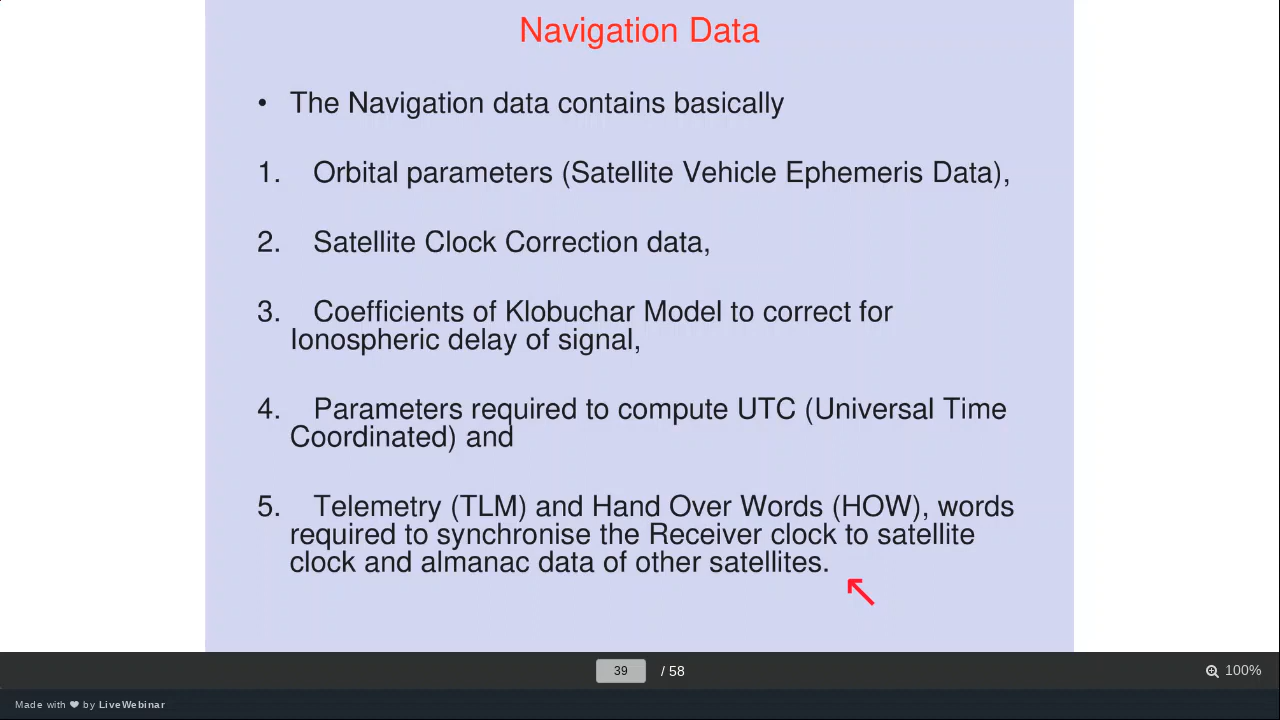 Navigation Data
• The Navigation data contains basically
1. Orbital parameters (Satellite Vehicle Ephemeris Data),
2. Satellite Clock Correction data,
3. Coefficients of Klobuchar Model to correct for
Ionospheric delay of signal,
4. Parameters required to compute UTC (Universal Time
Coordinated) and
5. Telemetry (TLM) and Hand Over Words (HOW), words
required to synchronise the Receiver clock to satellite
clock and almanac data of other satellites.
39 / 58
100%
Made with ❤ by LiveWebinar